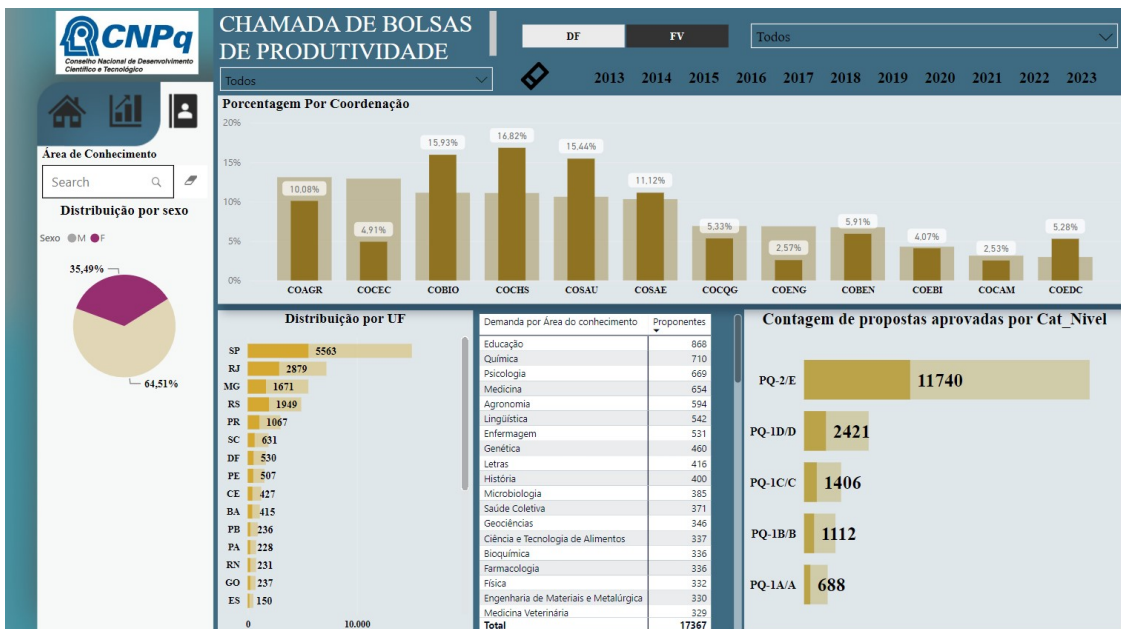 CNPq
Conselho Nacional de Desenvolvimento
Científico e Tecnológico
CHAMADA DE BOLSAS
DE PRODUTIVIDADE
DF
FV
Todos
Todos
2013 2014 2015 2016 2017 2018 2019 2020 2021 2022 2023
Área de Conhecimento
Search
Distribuição por sexo
Sexo M F
35,49%
64,51%
Porcentagem Por Coordenação
20%
15%
10%
5%
0%
10,08% 4,91% 15,93% 16,82% 15,44% 11,12% 5,33% 2,57% 5,91% 4,07% 2,53% 5,28%
COAGR COCEC COBIO COCHS COSAU COSAE COCQG COENG COBEN COEBI COCAM COEDC
Distribuição por UF
SP 5563
RJ 2879
MG 1671
RS 1949
PR 1067
SC 631
DF 530
PE 507
CE 427
BA 415
PB 236
PA 228
RN 231
GO 237
ES 150
0 10.000
Demanda por Área do conhecimento Proponentes
Educação 868
Química 710
Psicologia 669
Medicina 654
Agronomia 594
Lingüística 542
Enfermagem 531
Genética 460
Letras 416
História 400
Microbiologia 385
Saúde Coletiva 371
Geociências 346
Ciência e Tecnologia de Alimentos 337
Bioquímica 336
Farmacologia 336
Física 332
Engenharia de Materiais e Metalúrgica 330
Medicina Veterinária 329
Total 17367
Contagem de propostas aprovadas por Cat_Nivel
PQ-2/E 11740
PQ-1D/D 2421
PQ-1C/C 1406
PQ-1B/B 1112
PQ-1A/A 688